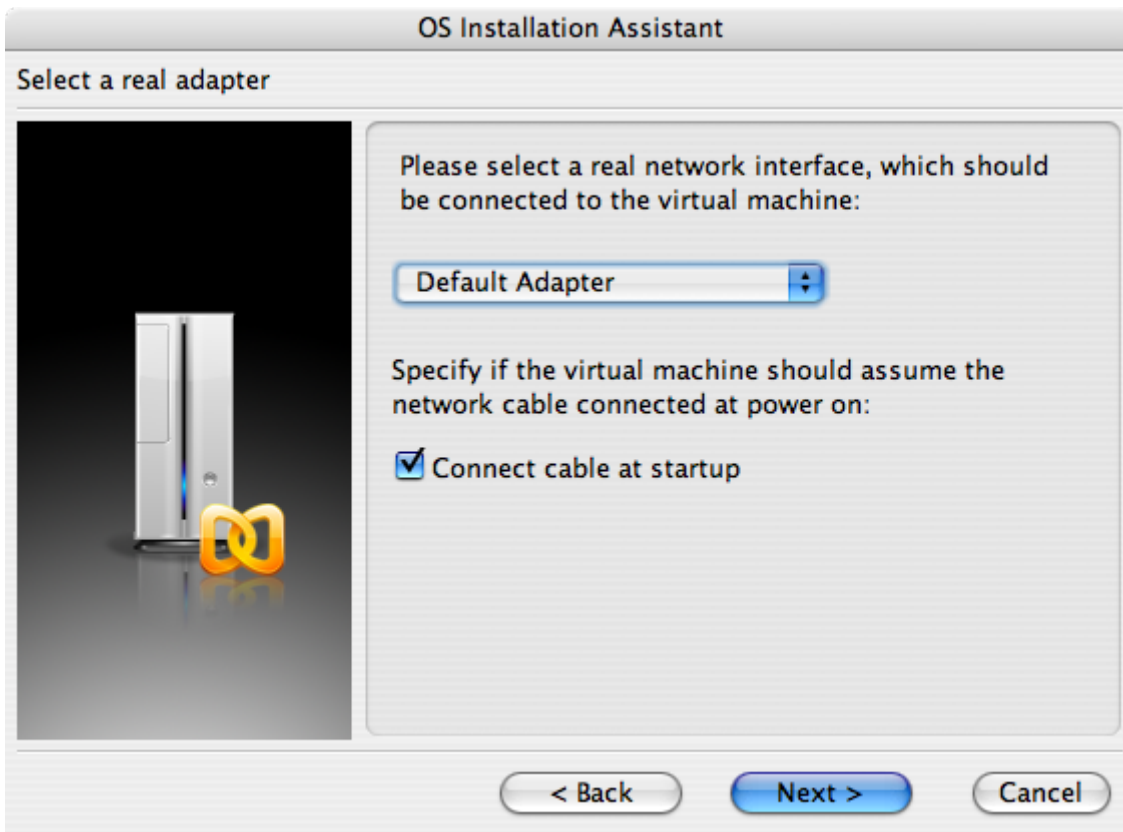 OS Installation Assistant
Select a real adapter
Please select a real network interface, which should
be connected to the virtual machine:
Default Adapter
Specify if the virtual machine should assume the
network cable connected at power on:
Connect cable at startup
< Back
Next >
Cancel